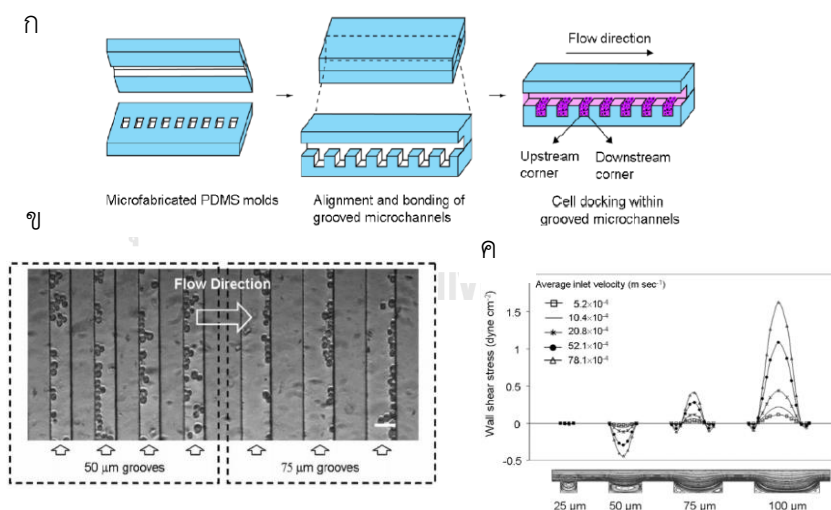 ก
Flow direction
Upstream
corner
Downstream
corner
Microfabricated PDMS molds
Alignment and bonding of
grooved microchannels
Cell docking within
grooved microchannels
ข
Flow Direction
50 µm grooves
75 µm grooves
ค
Average inlet velocity (m sec⁻¹)
5.2×10⁻⁴
10.4×10⁻⁴
20.8×10⁻⁴
52.1×10⁻⁴
78.1×10⁻⁴
Wall shear stress (dyne cm⁻²)
1.5
1
0.5
0
-0.5
25 µm
50 µm
75 µm
100 µm